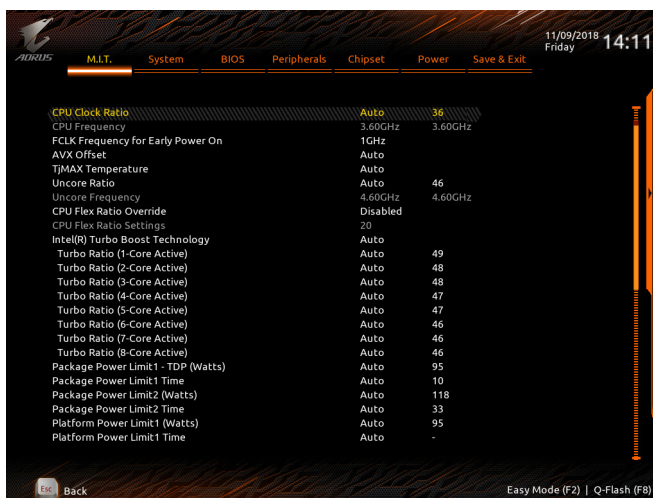 11/09/2018 14:11
Friday
AORUS
M.I.T. System BIOS Peripherals Chipset Power Save & Exit
CPU Clock Ratio Auto 36
CPU Frequency 3.60GHz 3.60GHz
FCLK Frequency for Early Power On 1GHz
AVX Offset Auto
TjMAX Temperature Auto
Uncore Ratio Auto 46
Uncore Frequency 4.60GHz 4.60GHz
CPU Flex Ratio Override Disabled
CPU Flex Ratio Settings 20
Intel(R) Turbo Boost Technology Auto
Turbo Ratio (1-Core Active) Auto 49
Turbo Ratio (2-Core Active) Auto 48
Turbo Ratio (3-Core Active) Auto 48
Turbo Ratio (4-Core Active) Auto 47
Turbo Ratio (5-Core Active) Auto 47
Turbo Ratio (6-Core Active) Auto 46
Turbo Ratio (7-Core Active) Auto 46
Turbo Ratio (8-Core Active) Auto 46
Package Power Limit1 - TDP (Watts) Auto 95
Package Power Limit1 Time Auto 10
Package Power Limit2 (Watts) Auto 118
Package Power Limit2 Time Auto 33
Platform Power Limit1 (Watts) Auto 95
Platform Power Limit1 Time Auto -
Esc Back Easy Mode (F2) | Q-Flash (F8)